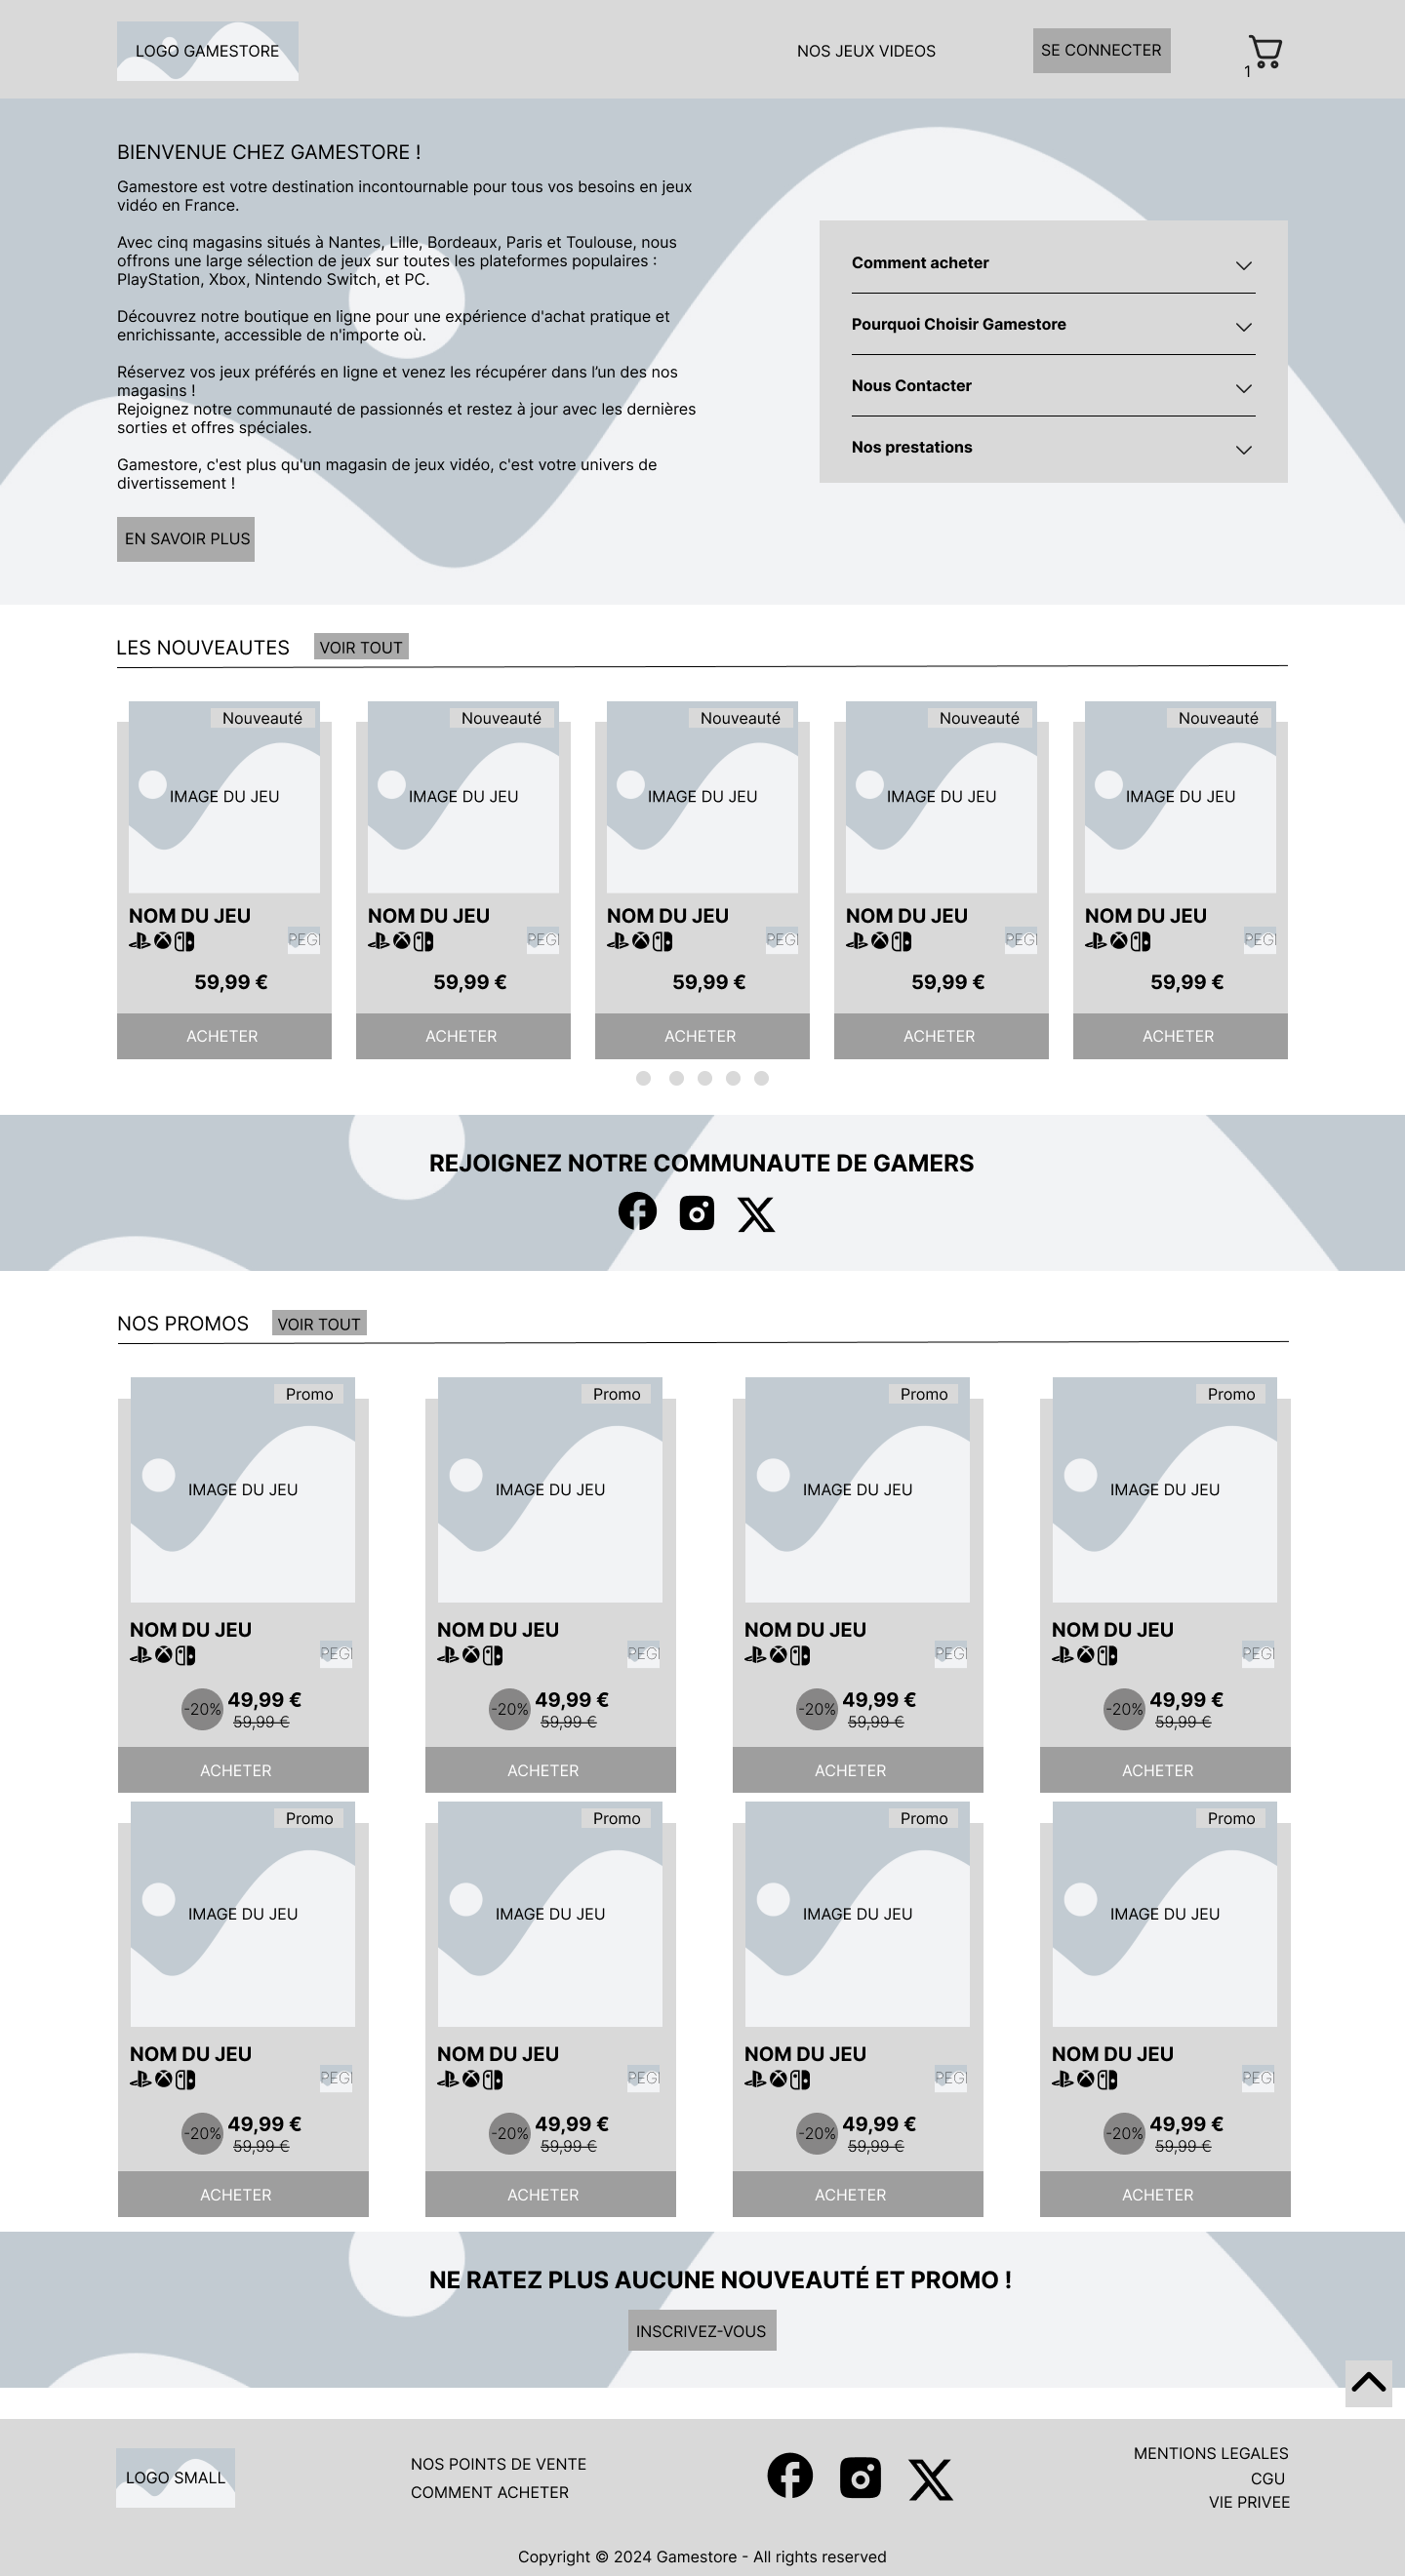 LOGO GAMESTORE
NOS JEUX VIDEOS
SE CONNECTER
1
BIENVENUE CHEZ GAMESTORE !
Gamestore est votre destination incontournable pour tous vos besoins en jeux
vidéo en France.
Avec cinq magasins situés à Nantes, Lille, Bordeaux, Paris et Toulouse, nous
offrons une large sélection de jeux sur toutes les plateformes populaires :
PlayStation, Xbox, Nintendo Switch, et PC.
Découvrez notre boutique en ligne pour une expérience d'achat pratique et
enrichissante, accessible de n'importe où.
Réservez vos jeux préférés en ligne et venez les récupérer dans l’un des nos
magasins !
Rejoignez notre communauté de passionnés et restez à jour avec les dernières
sorties et offres spéciales.
Gamestore, c'est plus qu'un magasin de jeux vidéo, c'est votre univers de
divertissement !
EN SAVOIR PLUS
Comment acheter
Pourquoi Choisir Gamestore
Nous Contacter
Nos prestations
LES NOUVEAUTES
VOIR TOUT
Nouveauté
Nouveauté
Nouveauté
Nouveauté
Nouveauté
IMAGE DU JEU
IMAGE DU JEU
IMAGE DU JEU
IMAGE DU JEU
IMAGE DU JEU
NOM DU JEU
NOM DU JEU
NOM DU JEU
NOM DU JEU
NOM DU JEU
PEGI
PEGI
PEGI
PEGI
PEGI
59,99 €
59,99 €
59,99 €
59,99 €
59,99 €
ACHETER
ACHETER
ACHETER
ACHETER
ACHETER
REJOIGNEZ NOTRE COMMUNAUTE DE GAMERS
NOS PROMOS
VOIR TOUT
Promo
Promo
Promo
Promo
IMAGE DU JEU
IMAGE DU JEU
IMAGE DU JEU
IMAGE DU JEU
NOM DU JEU
NOM DU JEU
NOM DU JEU
NOM DU JEU
PEGI
PEGI
PEGI
PEGI
-20%
49,99 €
59,99 €
-20%
49,99 €
59,99 €
-20%
49,99 €
59,99 €
-20%
49,99 €
59,99 €
ACHETER
ACHETER
ACHETER
ACHETER
Promo
Promo
Promo
Promo
IMAGE DU JEU
IMAGE DU JEU
IMAGE DU JEU
IMAGE DU JEU
NOM DU JEU
NOM DU JEU
NOM DU JEU
NOM DU JEU
PEGI
PEGI
PEGI
PEGI
-20%
49,99 €
59,99 €
-20%
49,99 €
59,99 €
-20%
49,99 €
59,99 €
-20%
49,99 €
59,99 €
ACHETER
ACHETER
ACHETER
ACHETER
NE RATEZ PLUS AUCUNE NOUVEAUTÉ ET PROMO !
INSCRIVEZ-VOUS
LOGO SMALL
NOS POINTS DE VENTE
COMMENT ACHETER
MENTIONS LEGALES
CGU
VIE PRIVEE
Copyright © 2024 Gamestore - All rights reserved